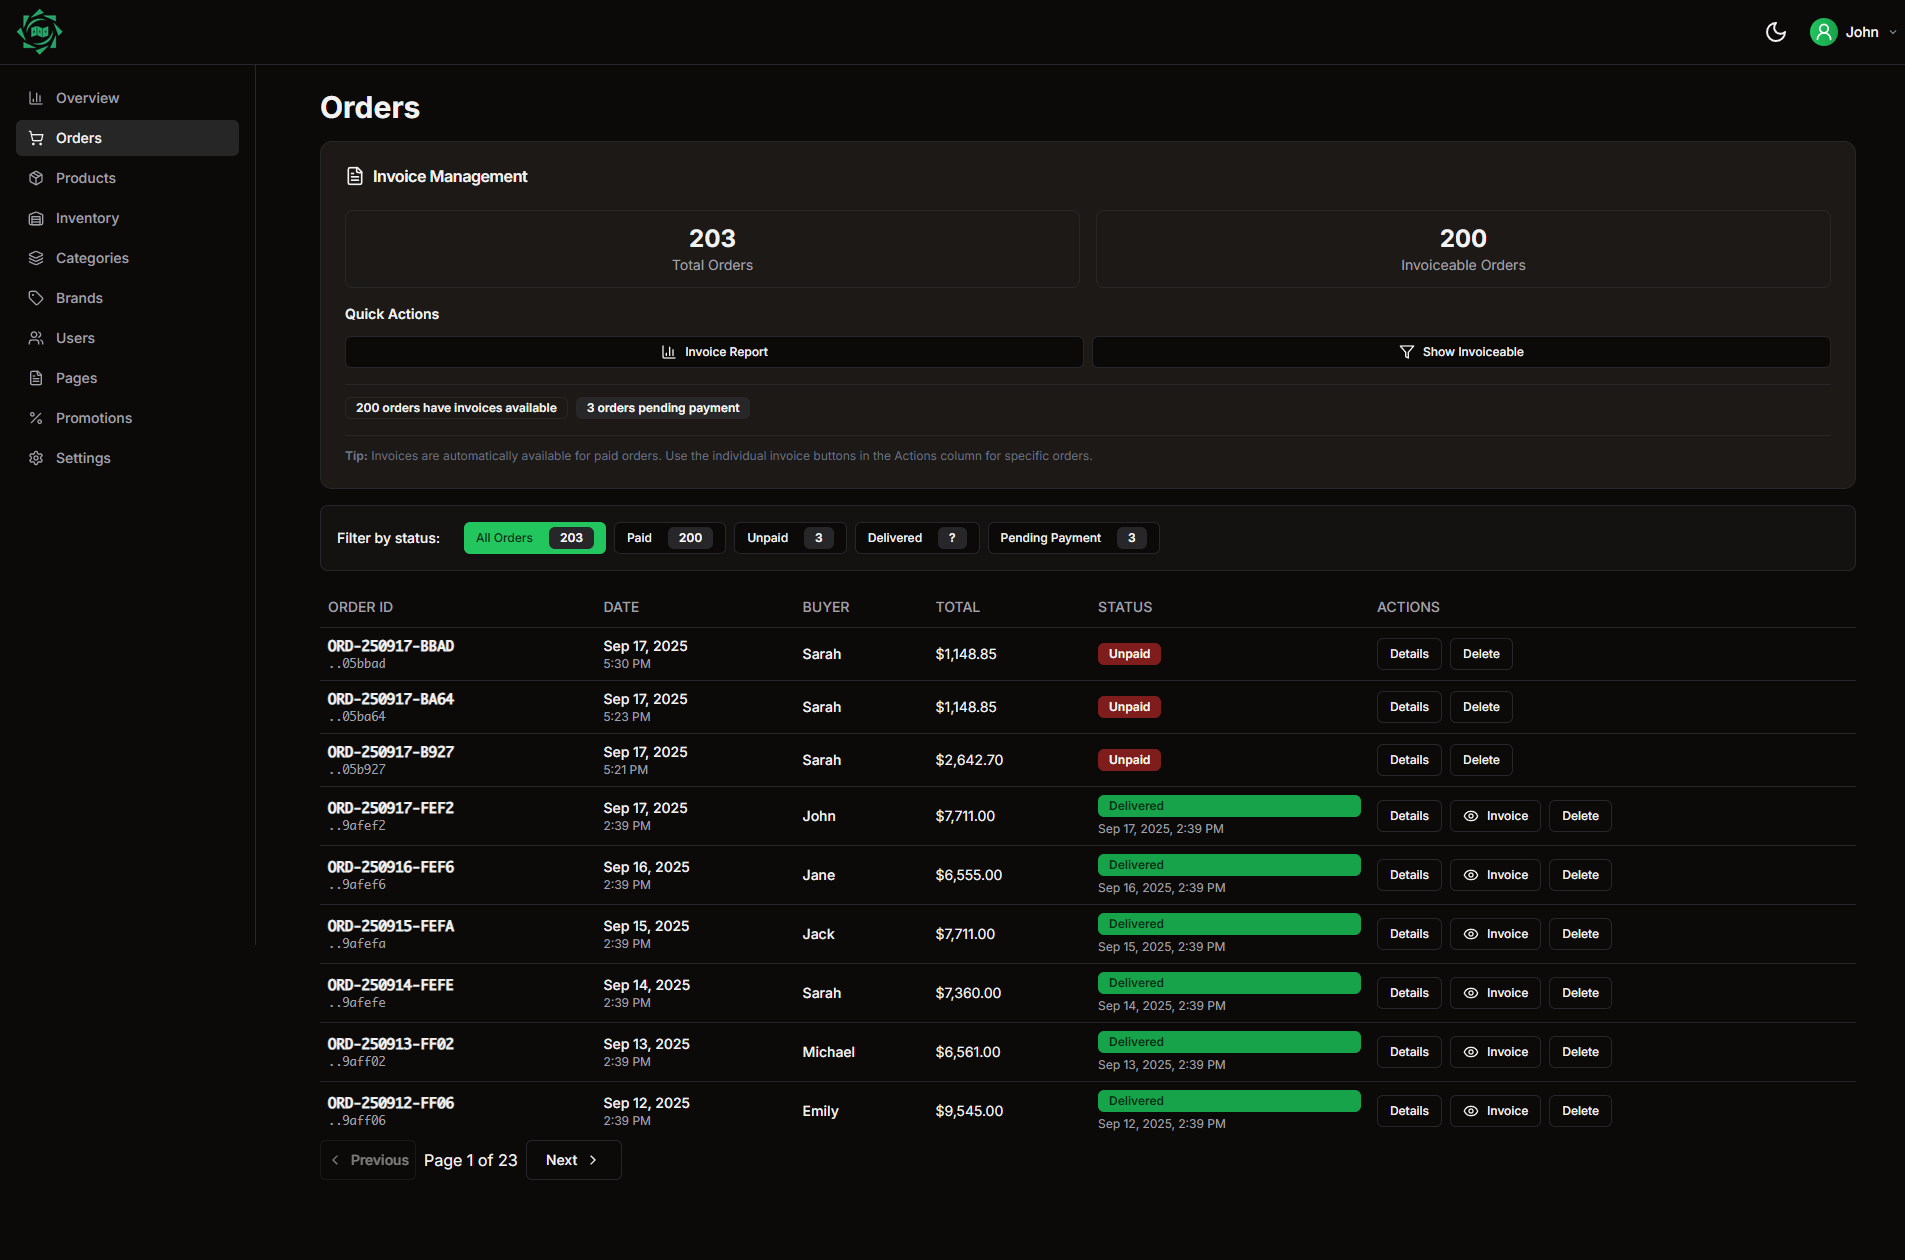 John
Overview
Orders
Products
Inventory
Categories
Brands
Users
Pages
Promotions
Settings
Orders
Invoice Management
203
Total Orders
200
Invoiceable Orders
Quick Actions
Invoice Report
Show Invoiceable
200 orders have invoices available 3 orders pending payment
Tip: Invoices are automatically available for paid orders. Use the individual invoice buttons in the Actions column for specific orders.
Filter by status: All Orders 203 Paid 200 Unpaid 3 Delivered ? Pending Payment 3
ORDER ID DATE BUYER TOTAL STATUS ACTIONS
ORD-250917-BBAD Sep 17, 2025 Sarah $1,148.85 Unpaid Details Delete
..05bbad 5:30 PM
ORD-250917-BA64 Sep 17, 2025 Sarah $1,148.85 Unpaid Details Delete
..05ba64 5:23 PM
ORD-250917-B927 Sep 17, 2025 Sarah $2,642.70 Unpaid Details Delete
..05b927 5:21 PM
ORD-250917-FEF2 Sep 17, 2025 John $7,711.00 Delivered Details Invoice Delete
..9afef2 2:39 PM Sep 17, 2025, 2:39 PM
ORD-250916-FEF6 Sep 16, 2025 Jane $6,555.00 Delivered Details Invoice Delete
..9afef6 2:39 PM Sep 16, 2025, 2:39 PM
ORD-250915-FEFA Sep 15, 2025 Jack $7,711.00 Delivered Details Invoice Delete
..9afefa 2:39 PM Sep 15, 2025, 2:39 PM
ORD-250914-FEFE Sep 14, 2025 Sarah $7,360.00 Delivered Details Invoice Delete
..9afefe 2:39 PM Sep 14, 2025, 2:39 PM
ORD-250913-FF02 Sep 13, 2025 Michael $6,561.00 Delivered Details Invoice Delete
..9aff02 2:39 PM Sep 13, 2025, 2:39 PM
ORD-250912-FF06 Sep 12, 2025 Emily $9,545.00 Delivered Details Invoice Delete
..9aff06 2:39 PM Sep 12, 2025, 2:39 PM
Previous Page 1 of 23 Next